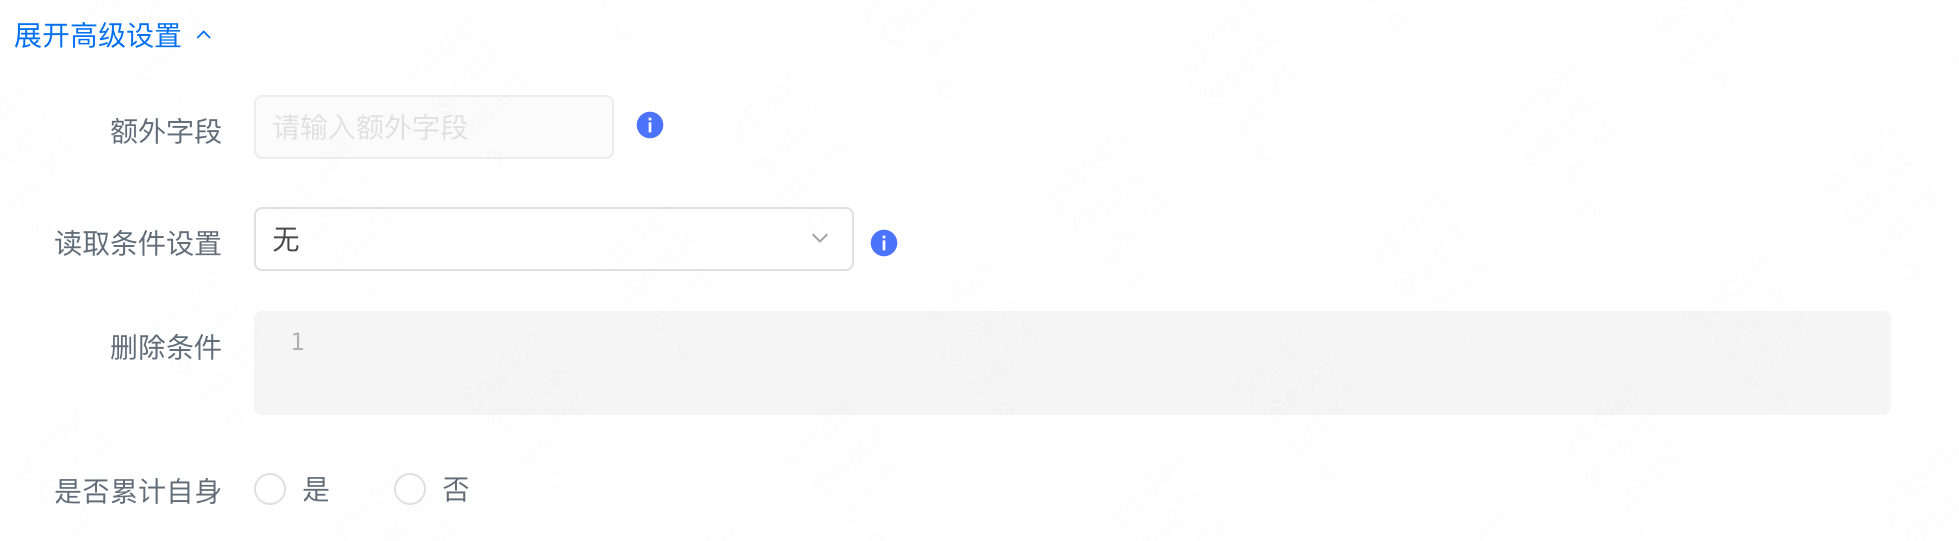 展开高级设置
额外字段 请输入额外字段
读取条件设置 无
删除条件 1
是否累计自身 是 否